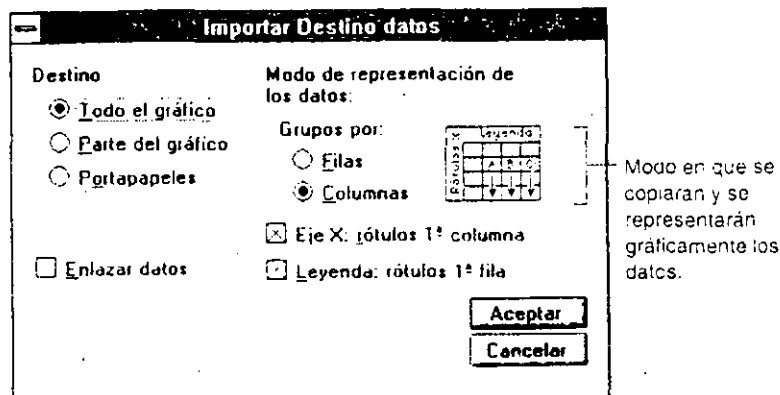 Importar Destino datos
Destino
Todo el gráfico
Parte del gráfico
Portapapeles
Enlazar datos
Modo de representación de
los datos:
Grupos por:
Filas
Columnas
Leyenda
Rótulos X
A B C
Eje X: rótulos 1ª columna
Leyenda: rótulos 1ª fila
Aceptar
Cancelar
Modo en que se
copiaran y se
representarán
gráficamente los
datos.